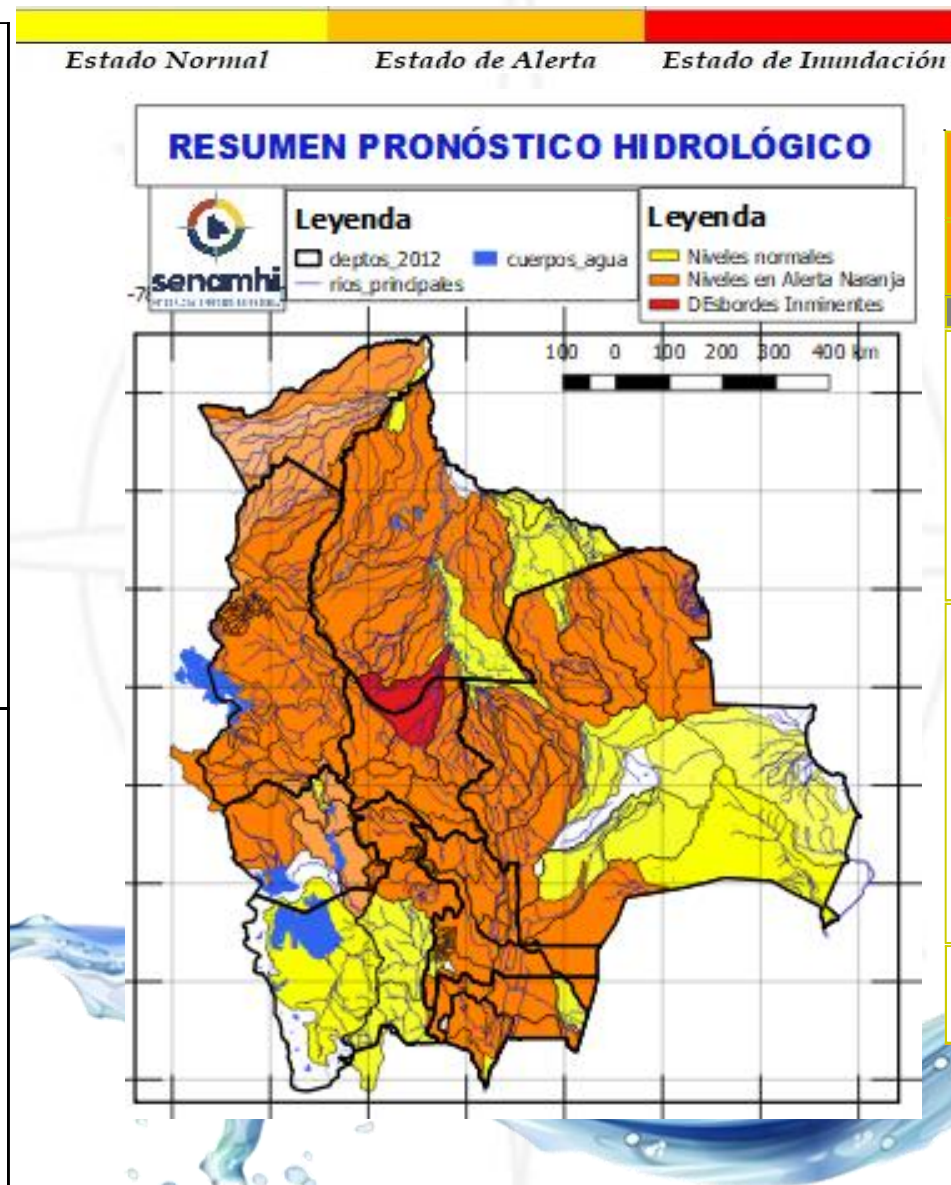 Estado Normal Estado de Alerta Estado de Inundación
RESUMEN PRONÓSTICO HIDROLÓGICO
senamhi
Leyenda
deptos_2012 cuerpos_agua
rios_principales
Leyenda
Niveles normales
Niveles en Alerta Naranja
DEsbordes Inminentes
100 0 100 200 300 400 km